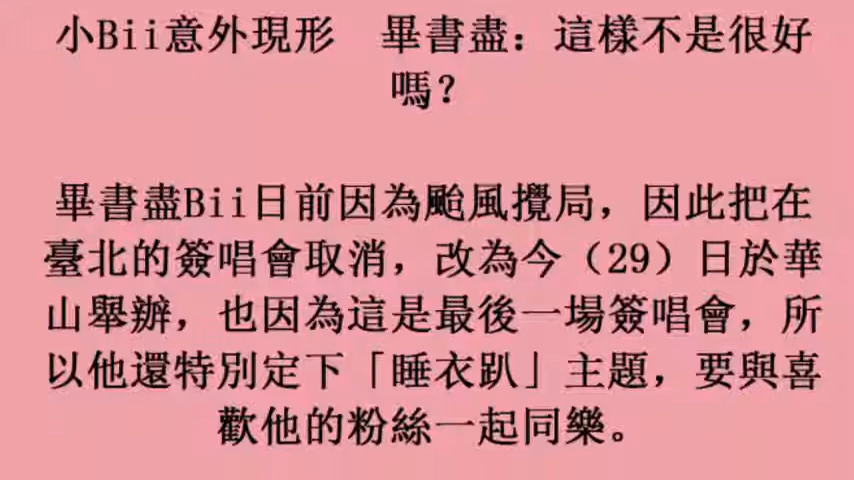 小Bii意外現形　畢書盡：這樣不是很好
嗎？
畢書盡Bii日前因為颱風攪局，因此把在
臺北的簽唱會取消，改為今（29）日於華
山舉辦，也因為這是最後一場簽唱會，所
以他還特別定下「睡衣趴」主題，要與喜
歡他的粉絲一起同樂。